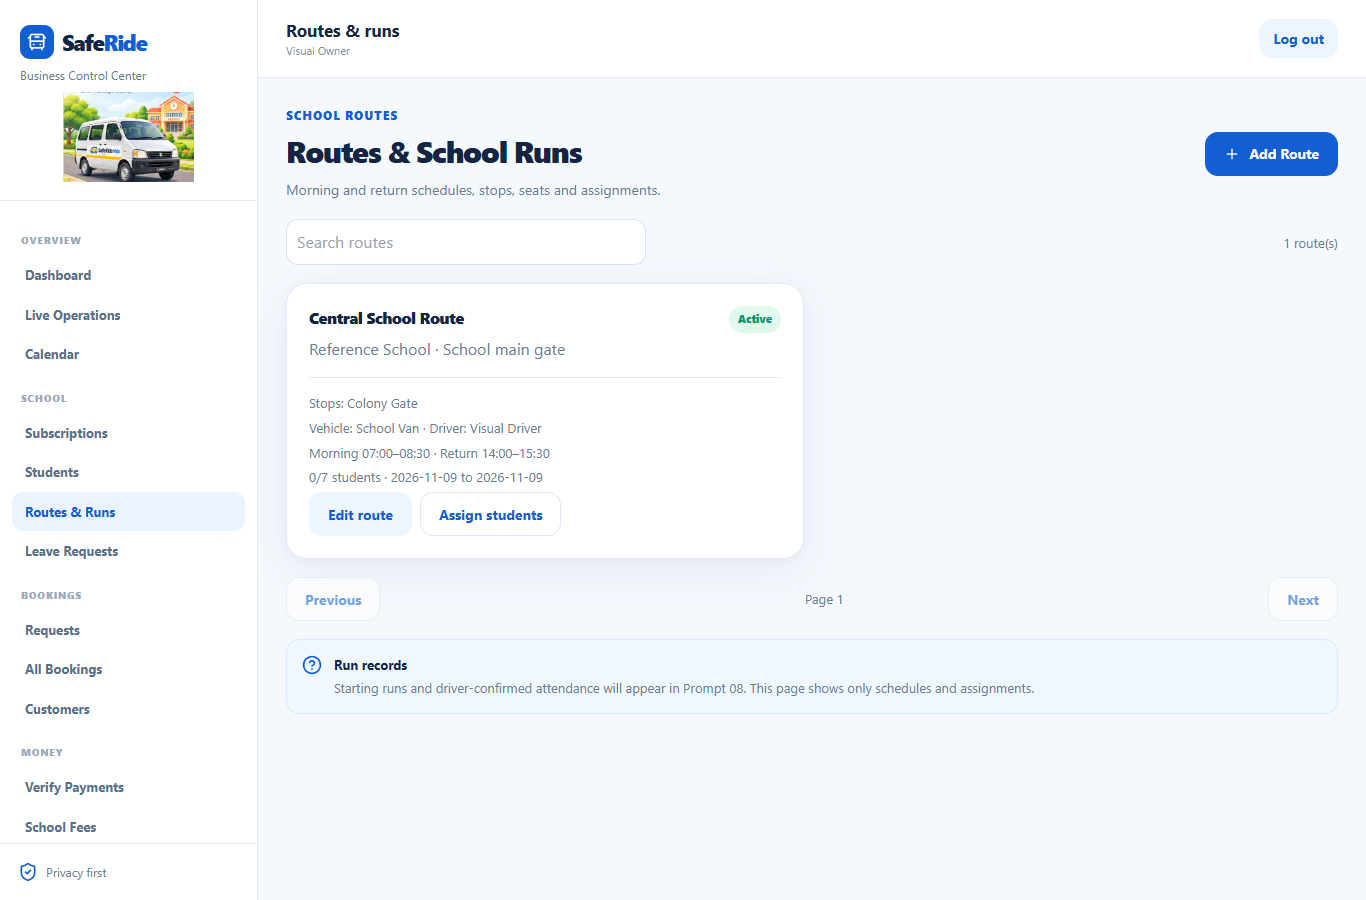 SafeRide
Business Control Center
OVERVIEW
Dashboard
Live Operations
Calendar
SCHOOL
Subscriptions
Students
Routes & Runs
Leave Requests
BOOKINGS
Requests
All Bookings
Customers
MONEY
Verify Payments
School Fees
Privacy first
Routes & runs
Visual Owner
Log out
SCHOOL ROUTES
Routes & School Runs
Morning and return schedules, stops, seats and assignments.
+ Add Route
Search routes
1 route(s)
Central School Route
Active
Reference School · School main gate
Stops: Colony Gate
Vehicle: School Van · Driver: Visual Driver
Morning 07:00–08:30 · Return 14:00–15:30
0/7 students · 2026-11-09 to 2026-11-09
Edit route
Assign students
Previous
Page 1
Next
Run records
Starting runs and driver-confirmed attendance will appear in Prompt 08. This page shows only schedules and assignments.